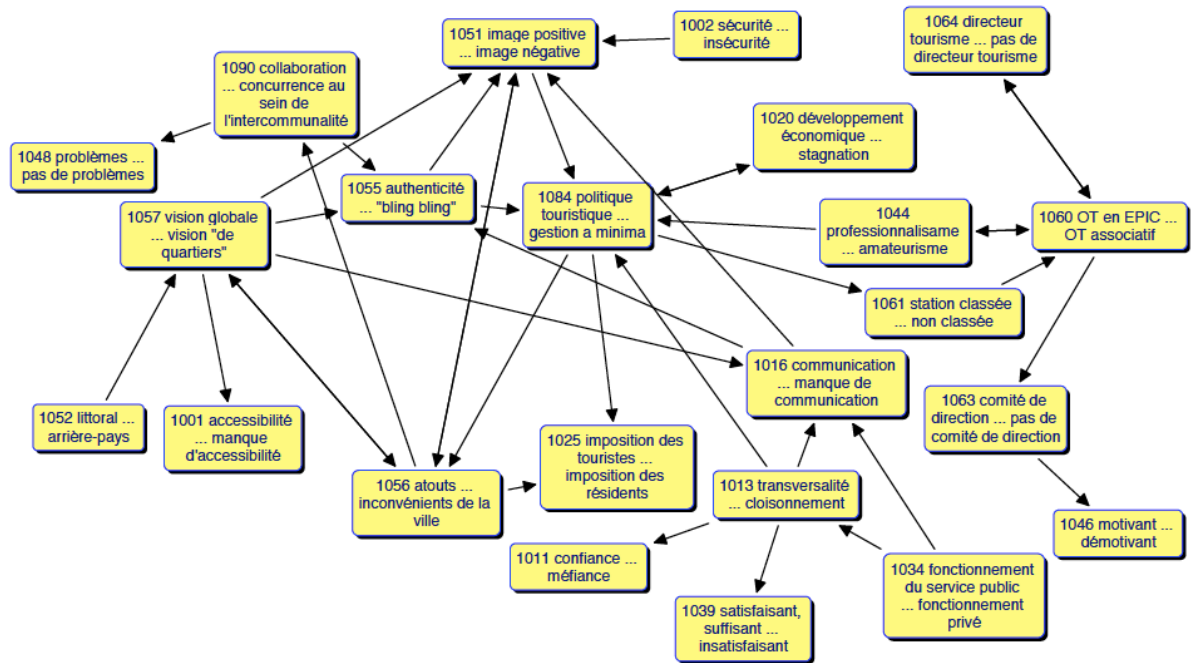 1051 image positive
... image négative
1002 sécurité ...
insécurité
1064 directeur
tourisme ... pas de
directeur tourisme
1090 collaboration
... concurrence au
sein de
l'intercommunalité
1020 développement
économique ...
stagnation
1048 problèmes ...
pas de problèmes
1055 authenticité
... "bling bling"
1084 politique
touristique ...
gestion a minima
1057 vision globale
... vision "de
quartiers"
1044
professionnalisame
... amateurisme
1060 OT en EPIC ...
OT associatif
1061 station classée
... non classée
1016 communication
... manque de
communication
1052 littoral ...
arrière-pays
1001 accessibilité
... manque
d'accessibilité
1063 comité de
direction ... pas de
comité de direction
1025 imposition des
touristes ...
imposition des
résidents
1056 atouts ...
inconvénients de la
ville
1013 transversalité
... cloisonnement
1046 motivant ...
démotivant
1011 confiance ...
méfiance
1034 fonctionnement
du service public
... fonctionnement
privé
1039 satisfaisant,
suffisant ...
insatisfaisant